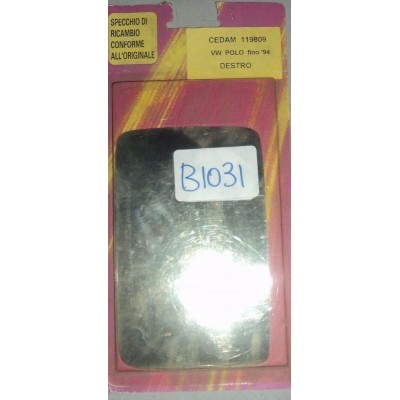 SPECCHIO DI
RICAMBIO
CONFORME
ALL'ORIGINALE
CEDAM 119809
VW POLO fino '94
DESTRO
B1031